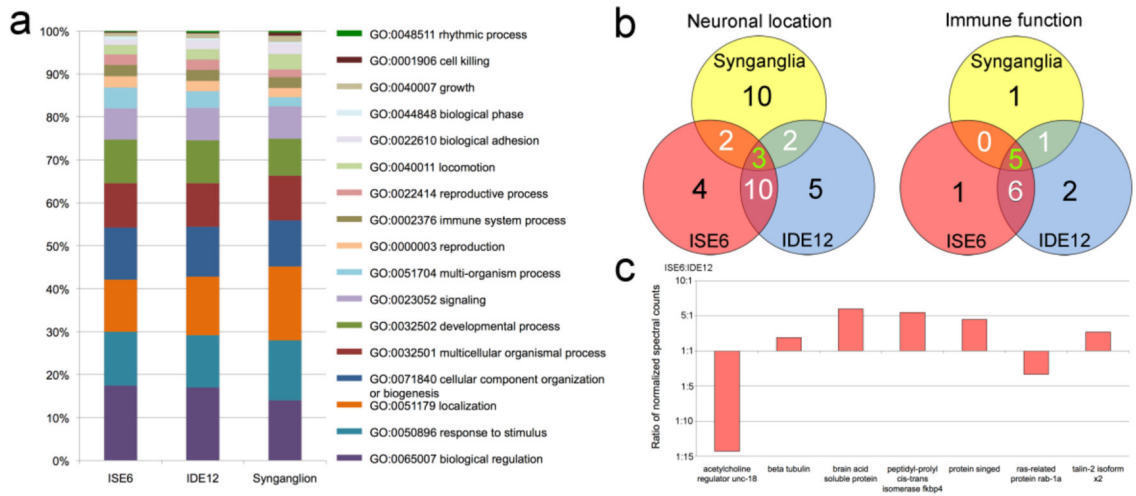 a
100%
90%
80%
70%
60%
50%
40%
30%
20%
10%
0%
ISE6
IDE12
Synganglion
GO:0048511 rhythmic process
GO:0001906 cell killing
GO:0040007 growth
GO:0044848 biological phase
GO:0022610 biological adhesion
GO:0040011 locomotion
GO:0022414 reproductive process
GO:0002376 immune system process
GO:0000003 reproduction
GO:0051704 multi-organism process
GO:0023052 signaling
GO:0032502 developmental process
GO:0032501 multicellular organismal process
GO:0071840 cellular component organization
or biogenesis
GO:0051179 localization
GO:0050896 response to stimulus
GO:0065007 biological regulation
b
Neuronal location
Synganglia
10
2
2
3
4
10
5
ISE6
IDE12
Immune function
Synganglia
1
0
1
5
1
6
2
ISE6
IDE12
c
ISE6:IDE12
Ratio of normalized spectral counts
10:1
5:1
1:1
1:5
1:10
1:15
acetylcholine
regulator unc-18
beta tubulin
brain acid
soluble protein
peptidyl-prolyl
cis-trans
isomerase fkbp4
protein singed
ras-related
protein rab-1a
talin-2 isoform
x2